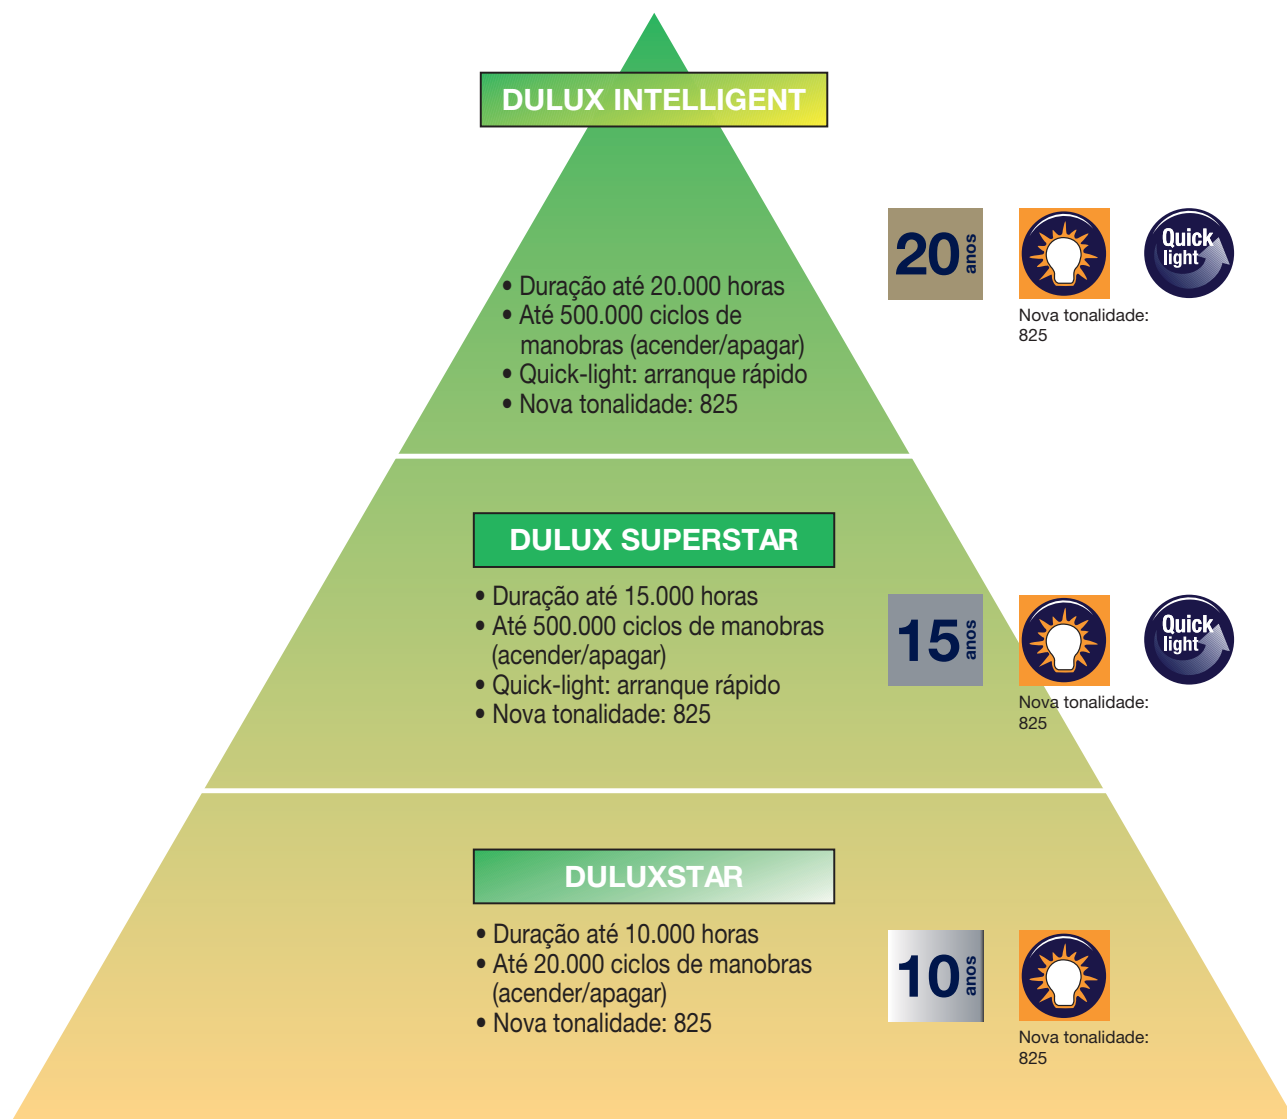 DULUX INTELLIGENT
• Duração até 20.000 horas
• Até 500.000 ciclos de
manobras (acender/apagar)
• Quick-light: arranque rápido
• Nova tonalidade: 825
20 anos
Nova tonalidade:
825
Quick
light
DULUX SUPERSTAR
• Duração até 15.000 horas
• Até 500.000 ciclos de manobras
(acender/apagar)
• Quick-light: arranque rápido
• Nova tonalidade: 825
15 anos
Nova tonalidade:
825
Quick
light
DULUXSTAR
• Duração até 10.000 horas
• Até 20.000 ciclos de manobras
(acender/apagar)
• Nova tonalidade: 825
10 anos
Nova tonalidade:
825